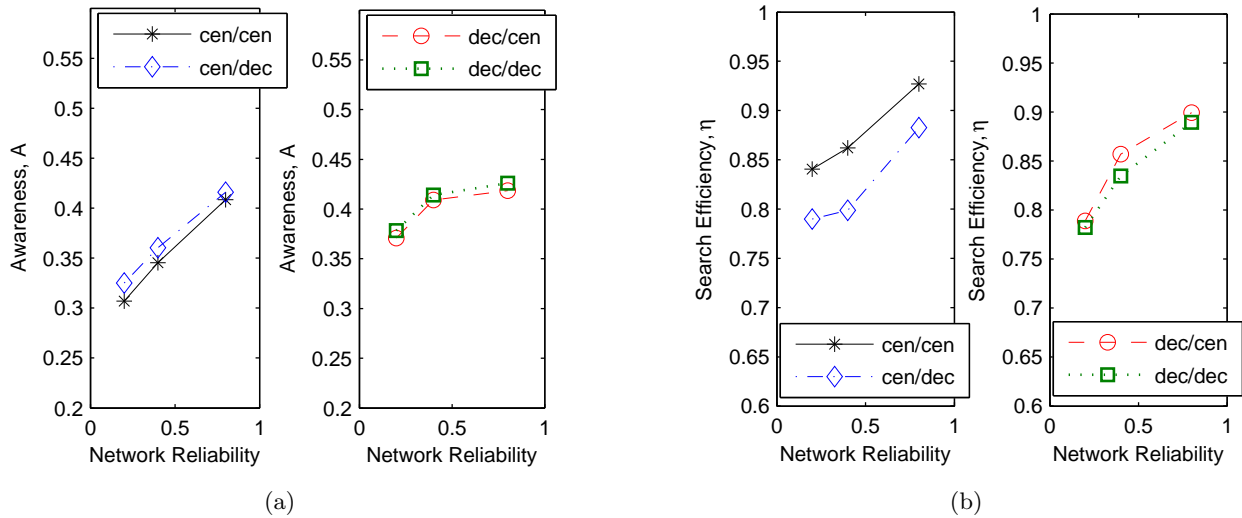 cen/cen
cen/dec
0.55
0.5
0.45
0.4
0.35
0.3
0.25
0.2
Awareness, A
0
0.5
1
Network Reliability
dec/cen
dec/dec
0.55
0.5
0.45
0.4
0.35
0.3
0.25
0.2
Awareness, A
0
0.5
1
Network Reliability
(a)
1
0.95
0.9
0.85
0.8
0.75
0.7
0.65
0.6
Search Efficiency, η
cen/cen
cen/dec
0
0.5
1
Network Reliability
1
0.95
0.9
0.85
0.8
0.75
0.7
0.65
0.6
Search Efficiency, η
dec/cen
dec/dec
0
0.5
1
Network Reliability
(b)